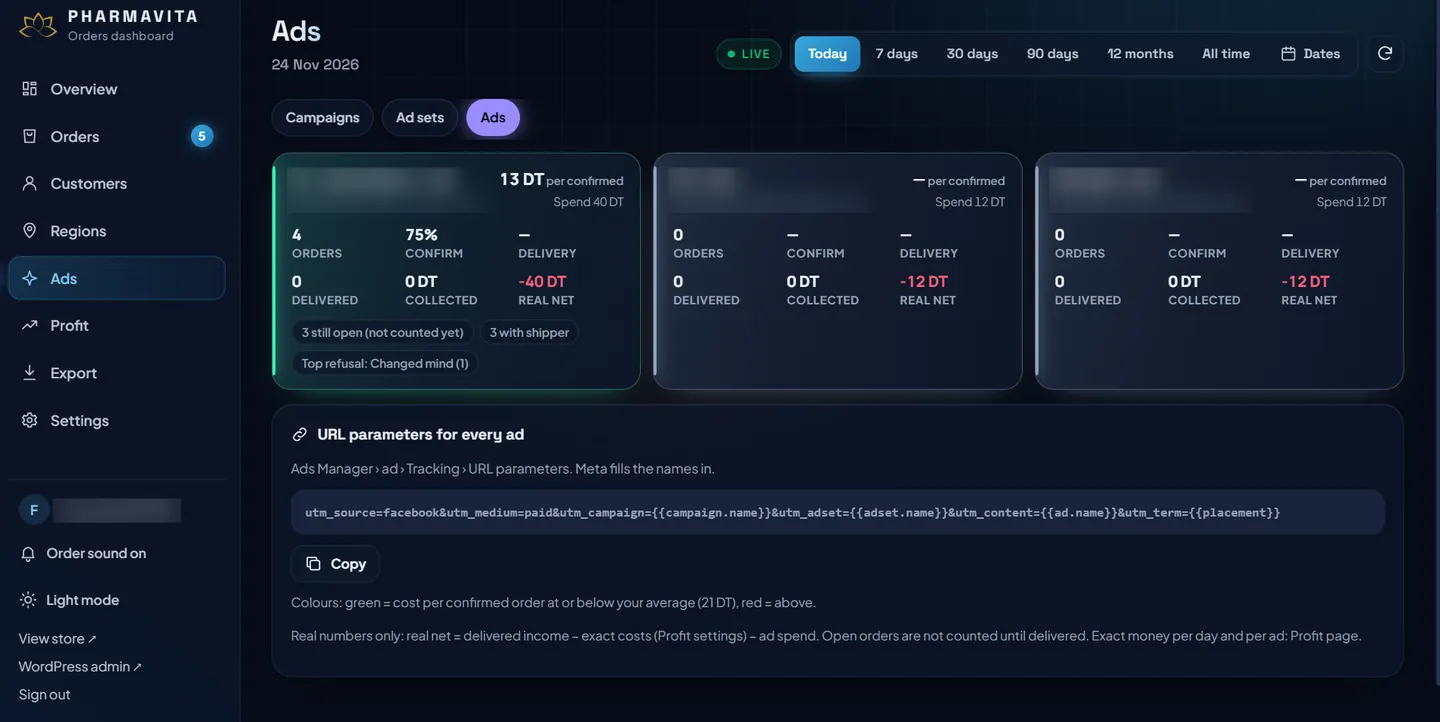 PHARMAVITA
Orders dashboard
Overview
Orders 5
Customers
Regions
Ads
Profit
Export
Settings
F
Order sound on
Light mode
View store ↗
WordPress admin ↗
Sign out
Ads
24 Nov 2026
LIVE
Today 7 days 30 days 90 days 12 months All time Dates
Campaigns Ad sets Ads
13 DT per confirmed
Spend 40 DT
4 75% –
ORDERS CONFIRM DELIVERY
0 0 DT -40 DT
DELIVERED COLLECTED REAL NET
3 still open (not counted yet) 3 with shipper
Top refusal: Changed mind (1)
– per confirmed
Spend 12 DT
0 – –
ORDERS CONFIRM DELIVERY
0 0 DT -12 DT
DELIVERED COLLECTED REAL NET
– per confirmed
Spend 12 DT
0 – –
ORDERS CONFIRM DELIVERY
0 0 DT -12 DT
DELIVERED COLLECTED REAL NET
URL parameters for every ad
Ads Manager › ad › Tracking › URL parameters. Meta fills the names in.
utm_source=facebook&utm_medium=paid&utm_campaign={{campaign.name}}&utm_adset={{adset.name}}&utm_content={{ad.name}}&utm_term={{placement}}
Copy
Colours: green = cost per confirmed order at or below your average (21 DT), red = above.
Real numbers only: real net = delivered income – exact costs (Profit settings) – ad spend. Open orders are not counted until delivered. Exact money per day and per ad: Profit page.